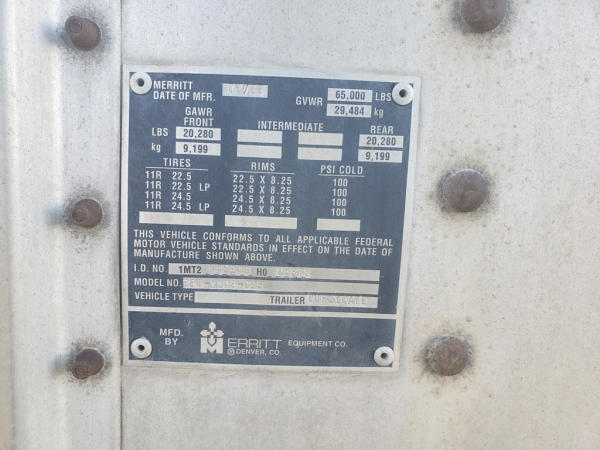 MERRITT
DATE OF MFR.
GVWR 65,000 LBS
29,484 kg
GAWR
FRONT INTERMEDIATE REAR
LBS 20,280 20,280
kg 9,199 9,199
TIRES RIMS PSI COLD
11R 22.5 22.5 X 8.25 100
11R 22.5 LP 22.5 X 8.25 100
11R 24.5 24.5 X 8.25 100
11R 24.5 LP 24.5 X 8.25 100
THIS VEHICLE CONFORMS TO ALL APPLICABLE FEDERAL
MOTOR VEHICLE STANDARDS IN EFFECT ON THE DATE OF
MANUFACTURE SHOWN ABOVE.
I.D. NO. 1MT2 H0
MODEL NO.
VEHICLE TYPE TRAILER DUPLICATE
MFD.
BY
MERRITT EQUIPMENT CO.
DENVER, CO.